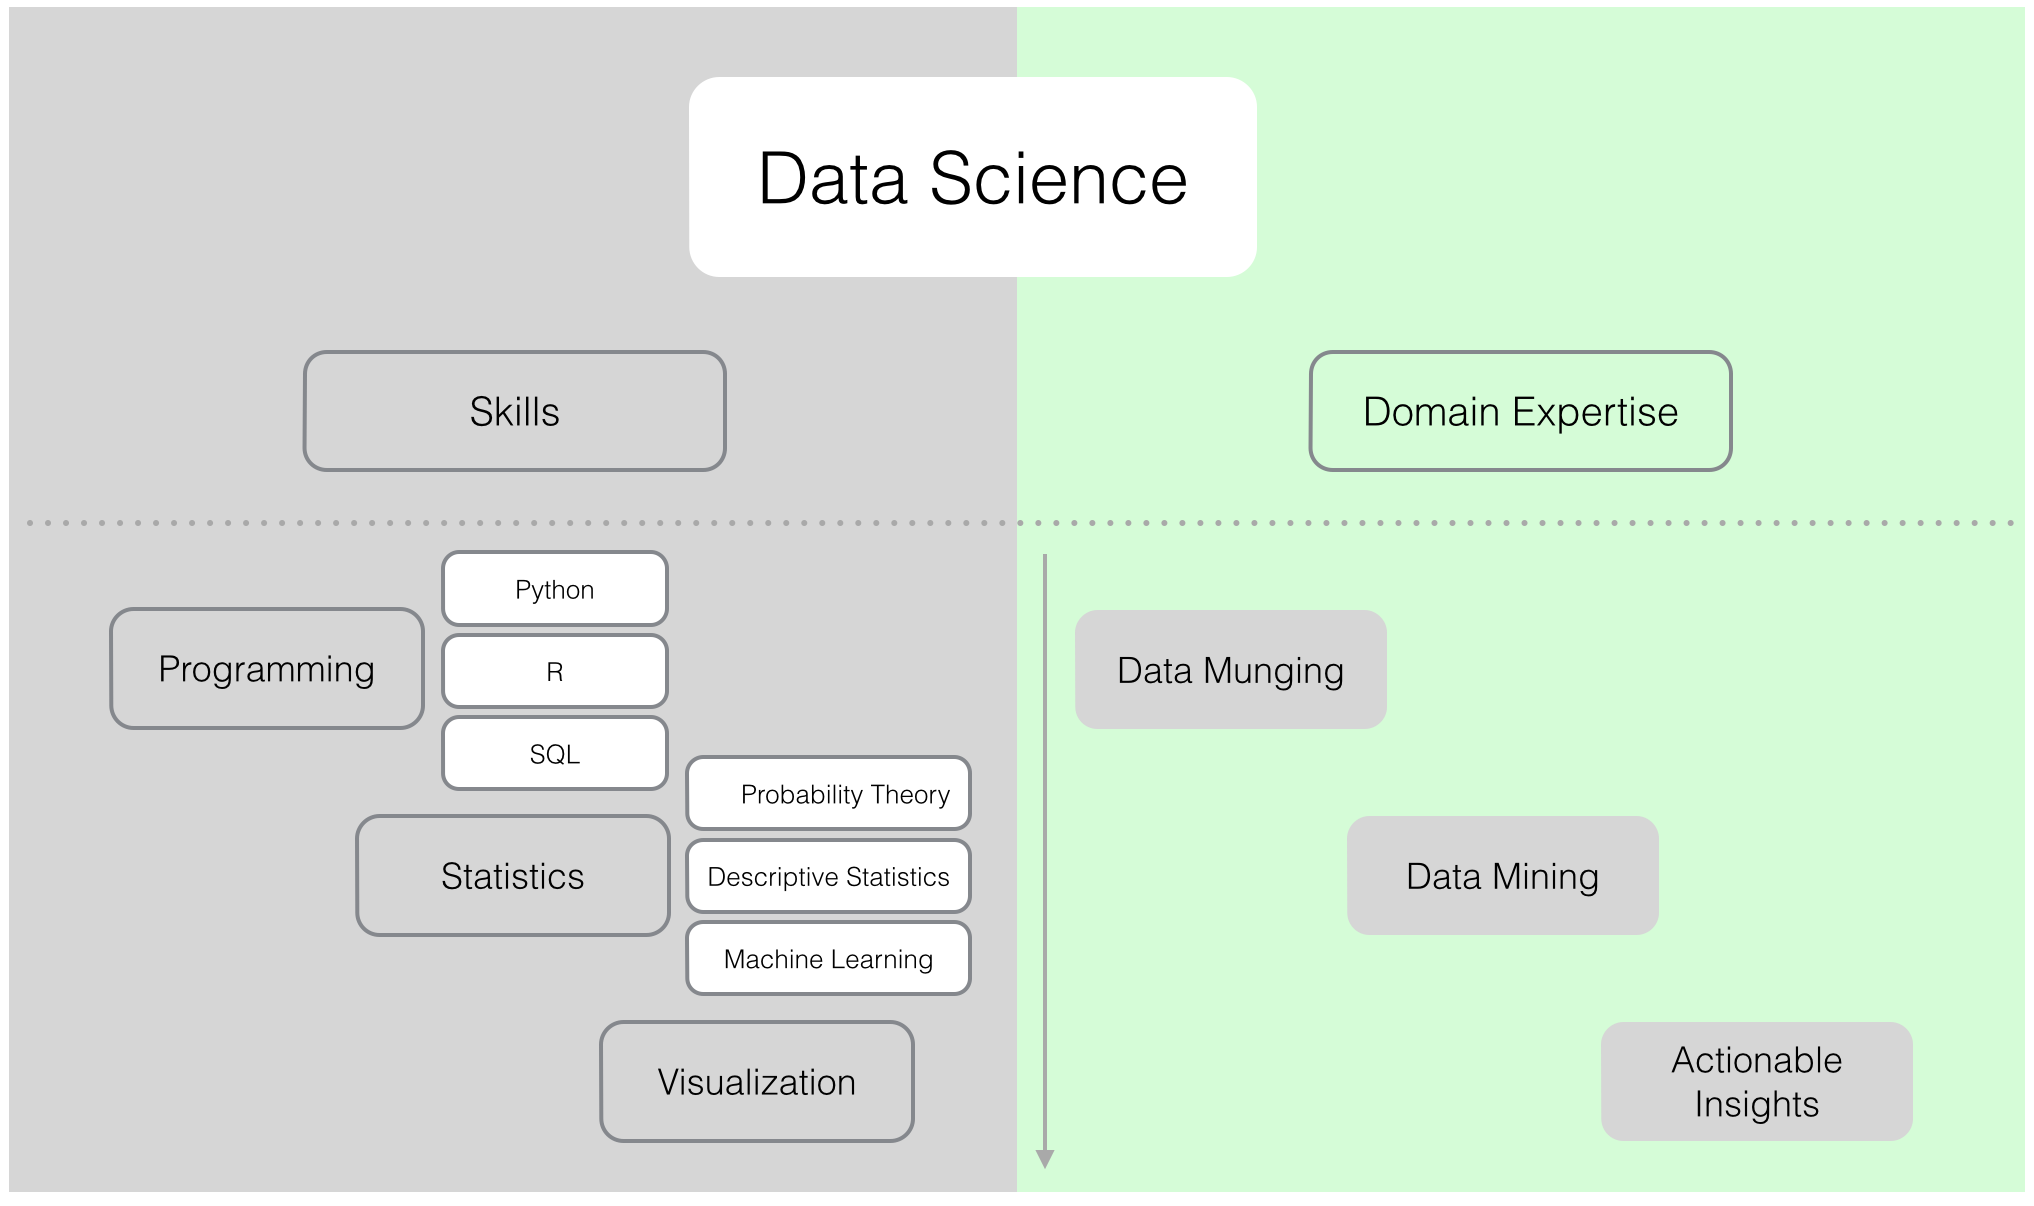 Data Science
Skills
Domain Expertise
Python
Programming
R
SQL
Probability Theory
Statistics
Descriptive Statistics
Machine Learning
Visualization
Data Munging
Data Mining
Actionable
Insights